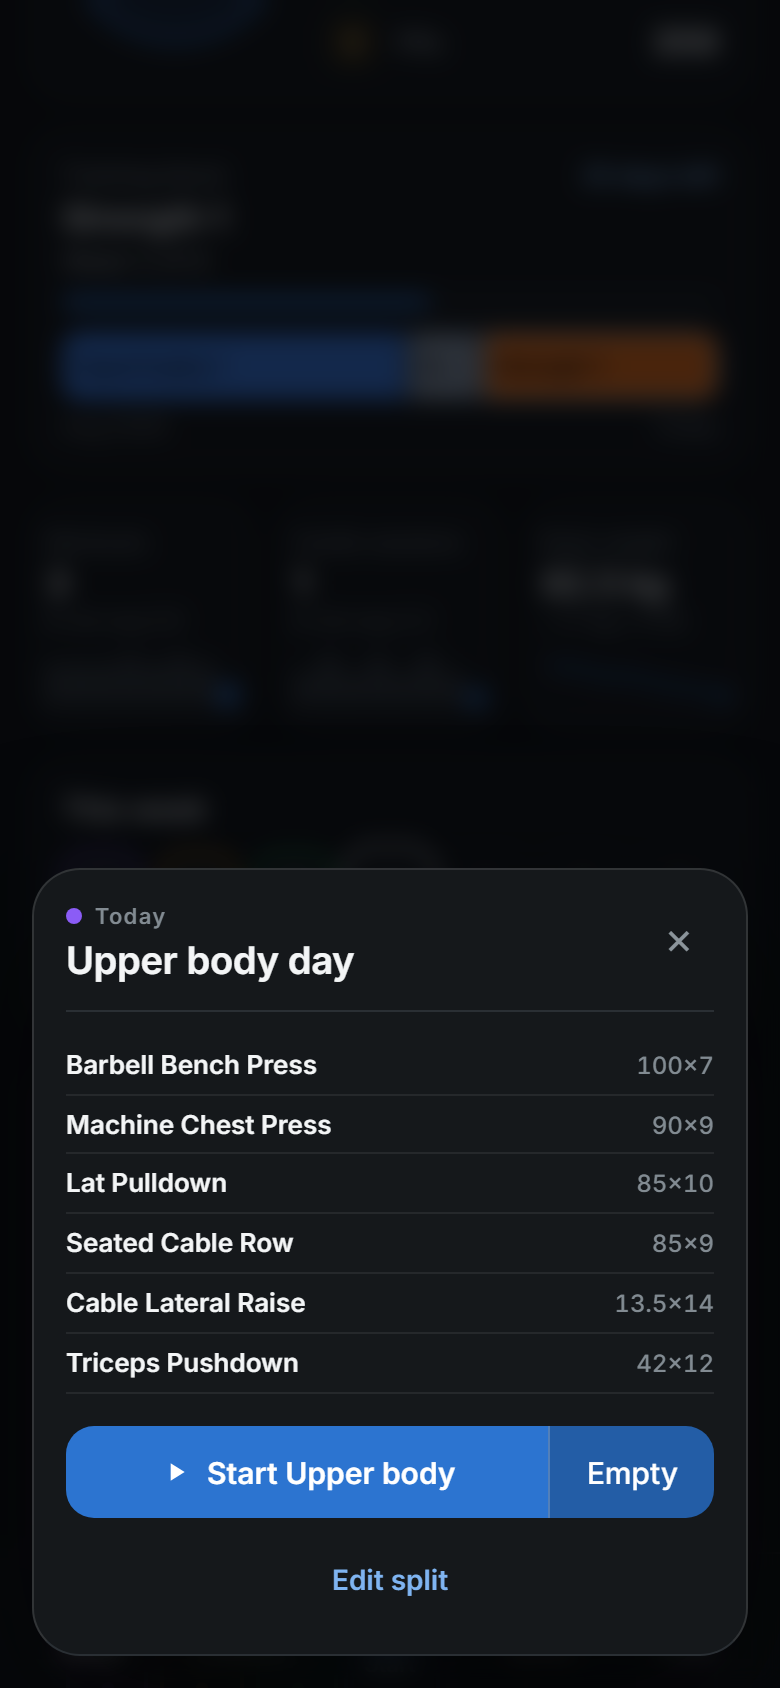 Today
Upper body day
Barbell Bench Press 100×7
Machine Chest Press 90×9
Lat Pulldown 85×10
Seated Cable Row 85×9
Cable Lateral Raise 13.5×14
Triceps Pushdown 42×12
Start Upper body Empty
Edit split